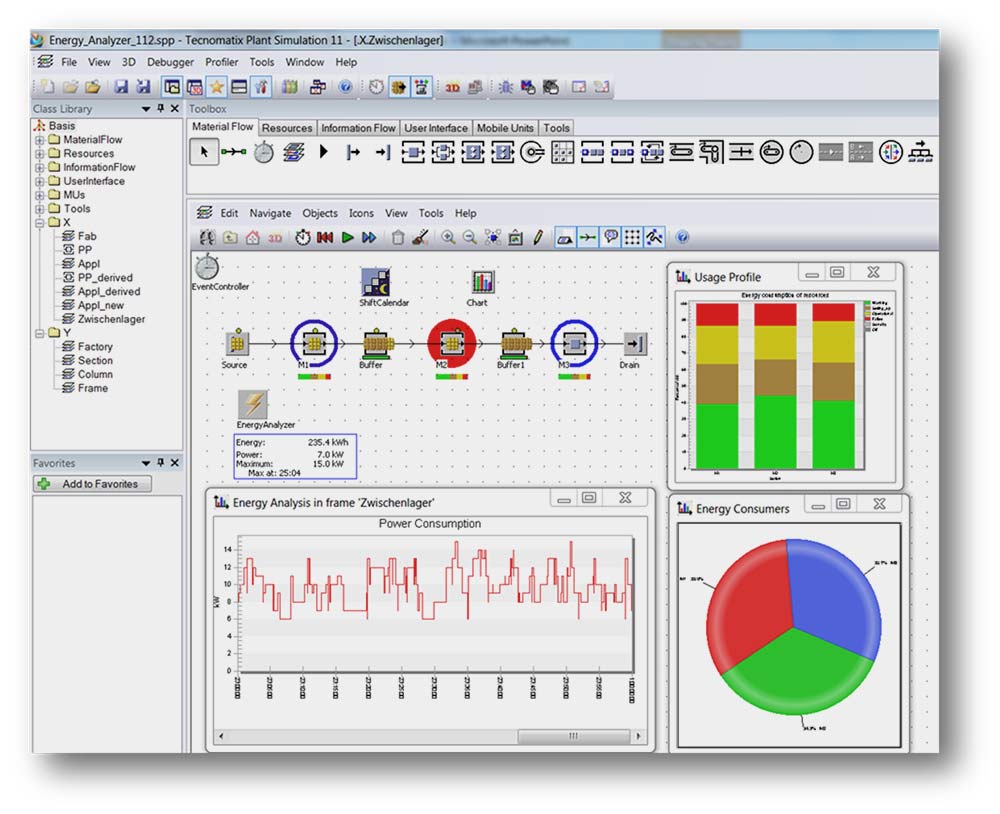 Energy_Analyzer_112.spp - Tecnomatix Plant Simulation 11 - [.X.Zwischenlager]
File View 3D Debugger Profiler Tools Window Help
Class Library
Toolbox
Basis
MaterialFlow
Resources
InformationFlow
UserInterface
MUs
Tools
X
Fab
PP
Appl
PP_derived
Appl_derived
Appl_new
Zwischenlager
Y
Factory
Section
Column
Frame
Favorites
Add to Favorites
Material Flow Resources Information Flow User Interface Mobile Units Tools
Edit Navigate Objects Icons View Tools Help
EventController
ShiftCalendar
Chart
Source
M1
Buffer
M2
Buffer1
M3
Drain
EnergyAnalyzer
Energy: 235.4 kWh
Power: 7.0 kW
Maximum: 15.0 kW
Max at: 25:04
Usage Profile
Energy consumption of resources
Energy Analysis in frame 'Zwischenlager'
Power Consumption
kW
14
12
10
8
6
4
2
0
Energy Consumers